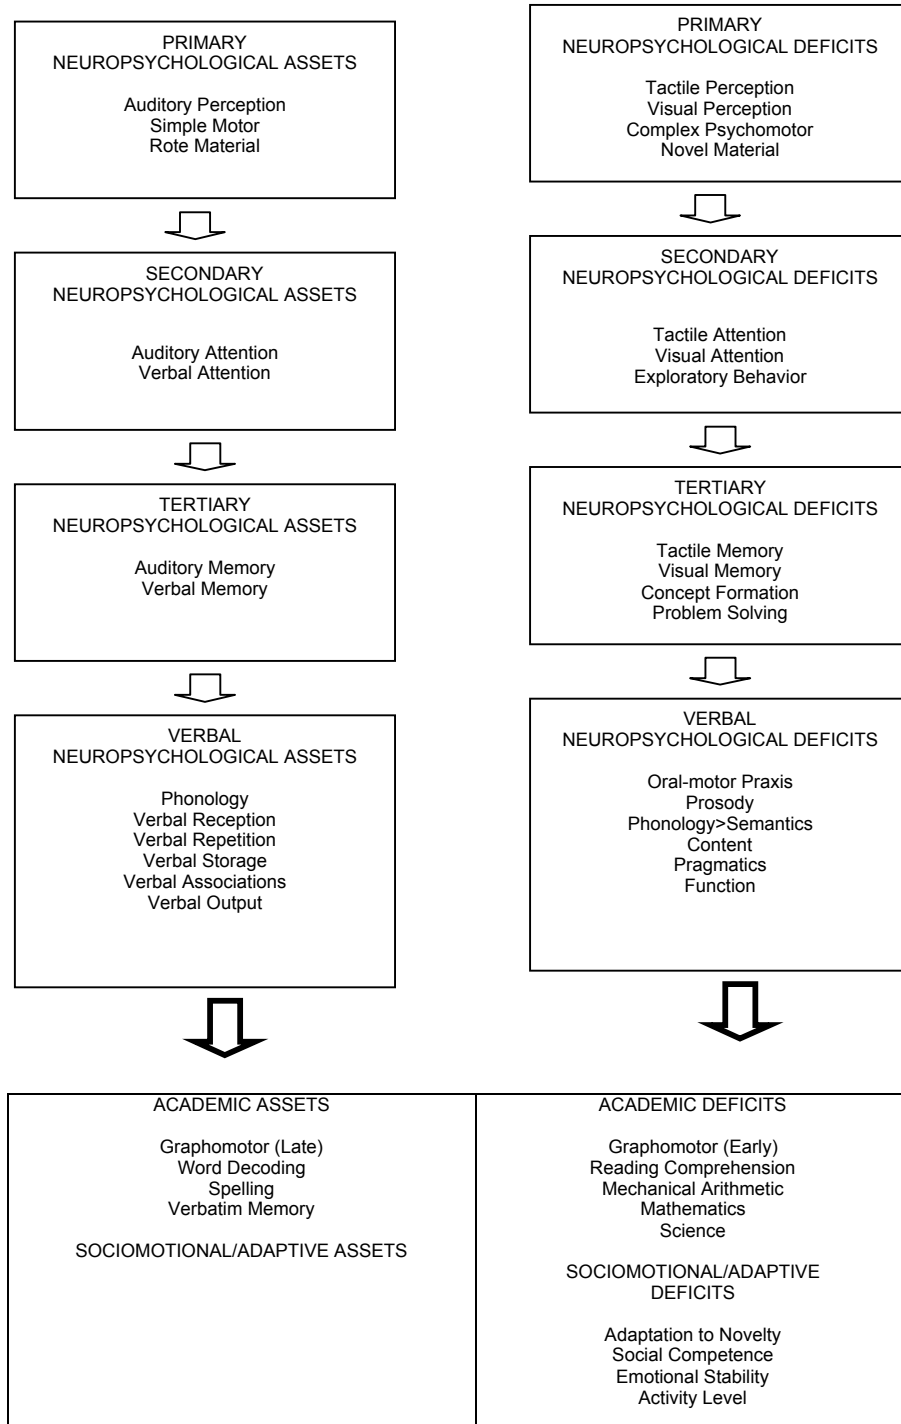 PRIMARY
NEUROPSYCHOLOGICAL ASSETS
Auditory Perception
Simple Motor
Rote Material
SECONDARY
NEUROPSYCHOLOGICAL ASSETS
Auditory Attention
Verbal Attention
TERTIARY
NEUROPSYCHOLOGICAL ASSETS
Auditory Memory
Verbal Memory
VERBAL
NEUROPSYCHOLOGICAL ASSETS
Phonology
Verbal Reception
Verbal Repetition
Verbal Storage
Verbal Associations
Verbal Output
PRIMARY
NEUROPSYCHOLOGICAL DEFICITS
Tactile Perception
Visual Perception
Complex Psychomotor
Novel Material
SECONDARY
NEUROPSYCHOLOGICAL DEFICITS
Tactile Attention
Visual Attention
Exploratory Behavior
TERTIARY
NEUROPSYCHOLOGICAL DEFICITS
Tactile Memory
Visual Memory
Concept Formation
Problem Solving
VERBAL
NEUROPSYCHOLOGICAL DEFICITS
Oral-motor Praxis
Prosody
Phonology>Semantics
Content
Pragmatics
Function
ACADEMIC ASSETS
Graphomotor (Late)
Word Decoding
Spelling
Verbatim Memory
SOCIOMOTIONAL/ADAPTIVE ASSETS
ACADEMIC DEFICITS
Graphomotor (Early)
Reading Comprehension
Mechanical Arithmetic
Mathematics
Science
SOCIOMOTIONAL/ADAPTIVE
DEFICITS
Adaptation to Novelty
Social Competence
Emotional Stability
Activity Level